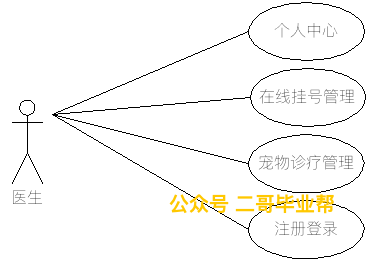 个人中心
在线挂号管理
宠物诊疗管理
医生
公众号 二哥毕业帮
注册登录